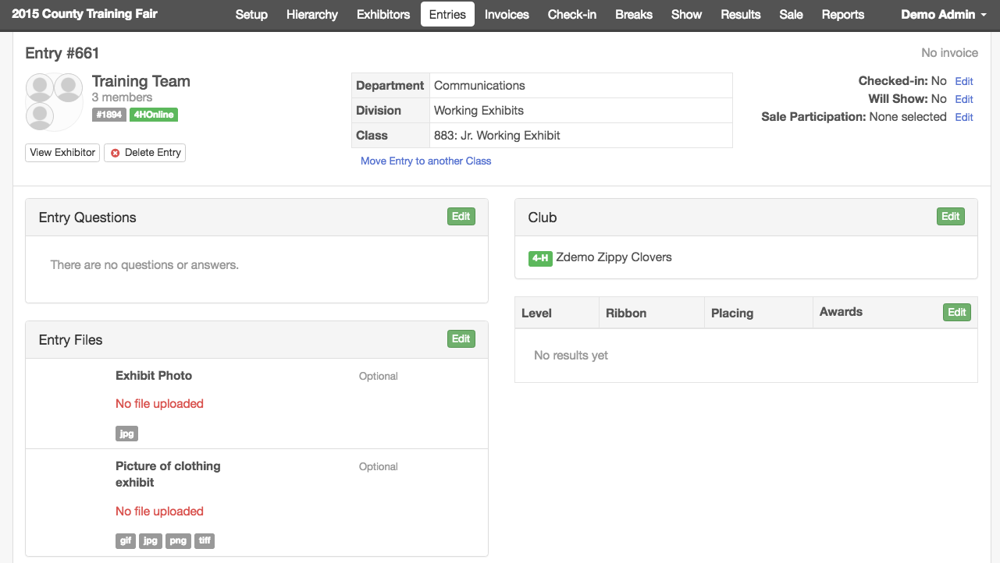 2015 County Training Fair Setup Hierarchy Exhibitors Entries Invoices Check-in Breaks Show Results Sale Reports Demo Admin
Entry #661
No invoice
Training Team
3 members
#1894 4HOnline
View Exhibitor Delete Entry
Department Communications
Division Working Exhibits
Class 883: Jr. Working Exhibit
Move Entry to another Class
Checked-in: No Edit
Will Show: No Edit
Sale Participation: None selected Edit
Entry Questions Edit
There are no questions or answers.
Entry Files Edit
Exhibit Photo Optional
No file uploaded
jpg
Picture of clothing Optional
exhibit
No file uploaded
gif jpg png tiff
Club Edit
4-H Zdemo Zippy Clovers
Level Ribbon Placing Awards Edit
No results yet